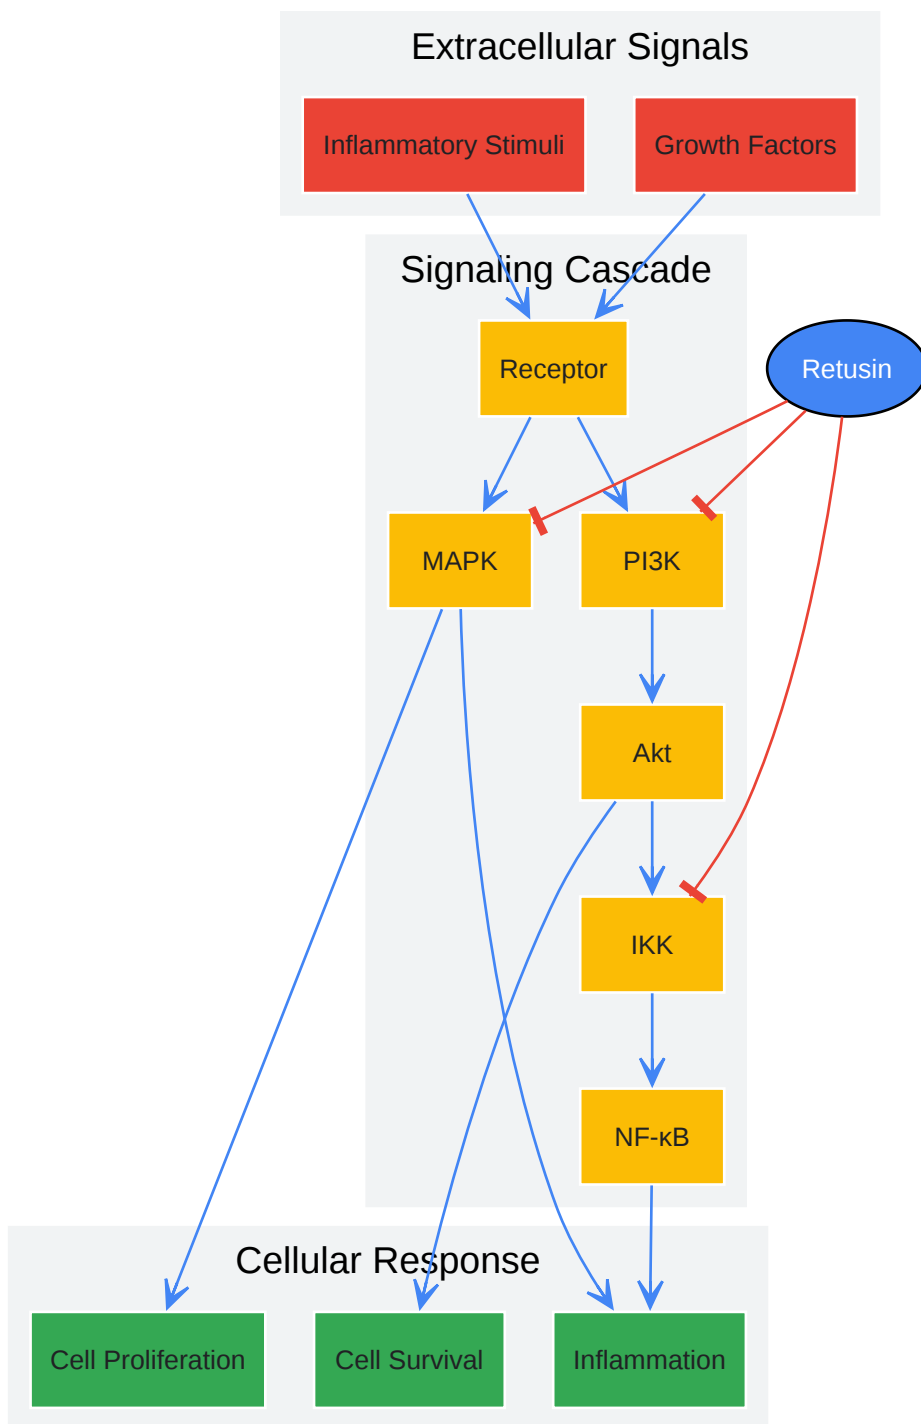 Extracellular Signals
Inflammatory Stimuli
Growth Factors
Signaling Cascade
Receptor
Retusin
MAPK
PI3K
Akt
IKK
NF-κB
Cellular Response
Cell Proliferation
Cell Survival
Inflammation